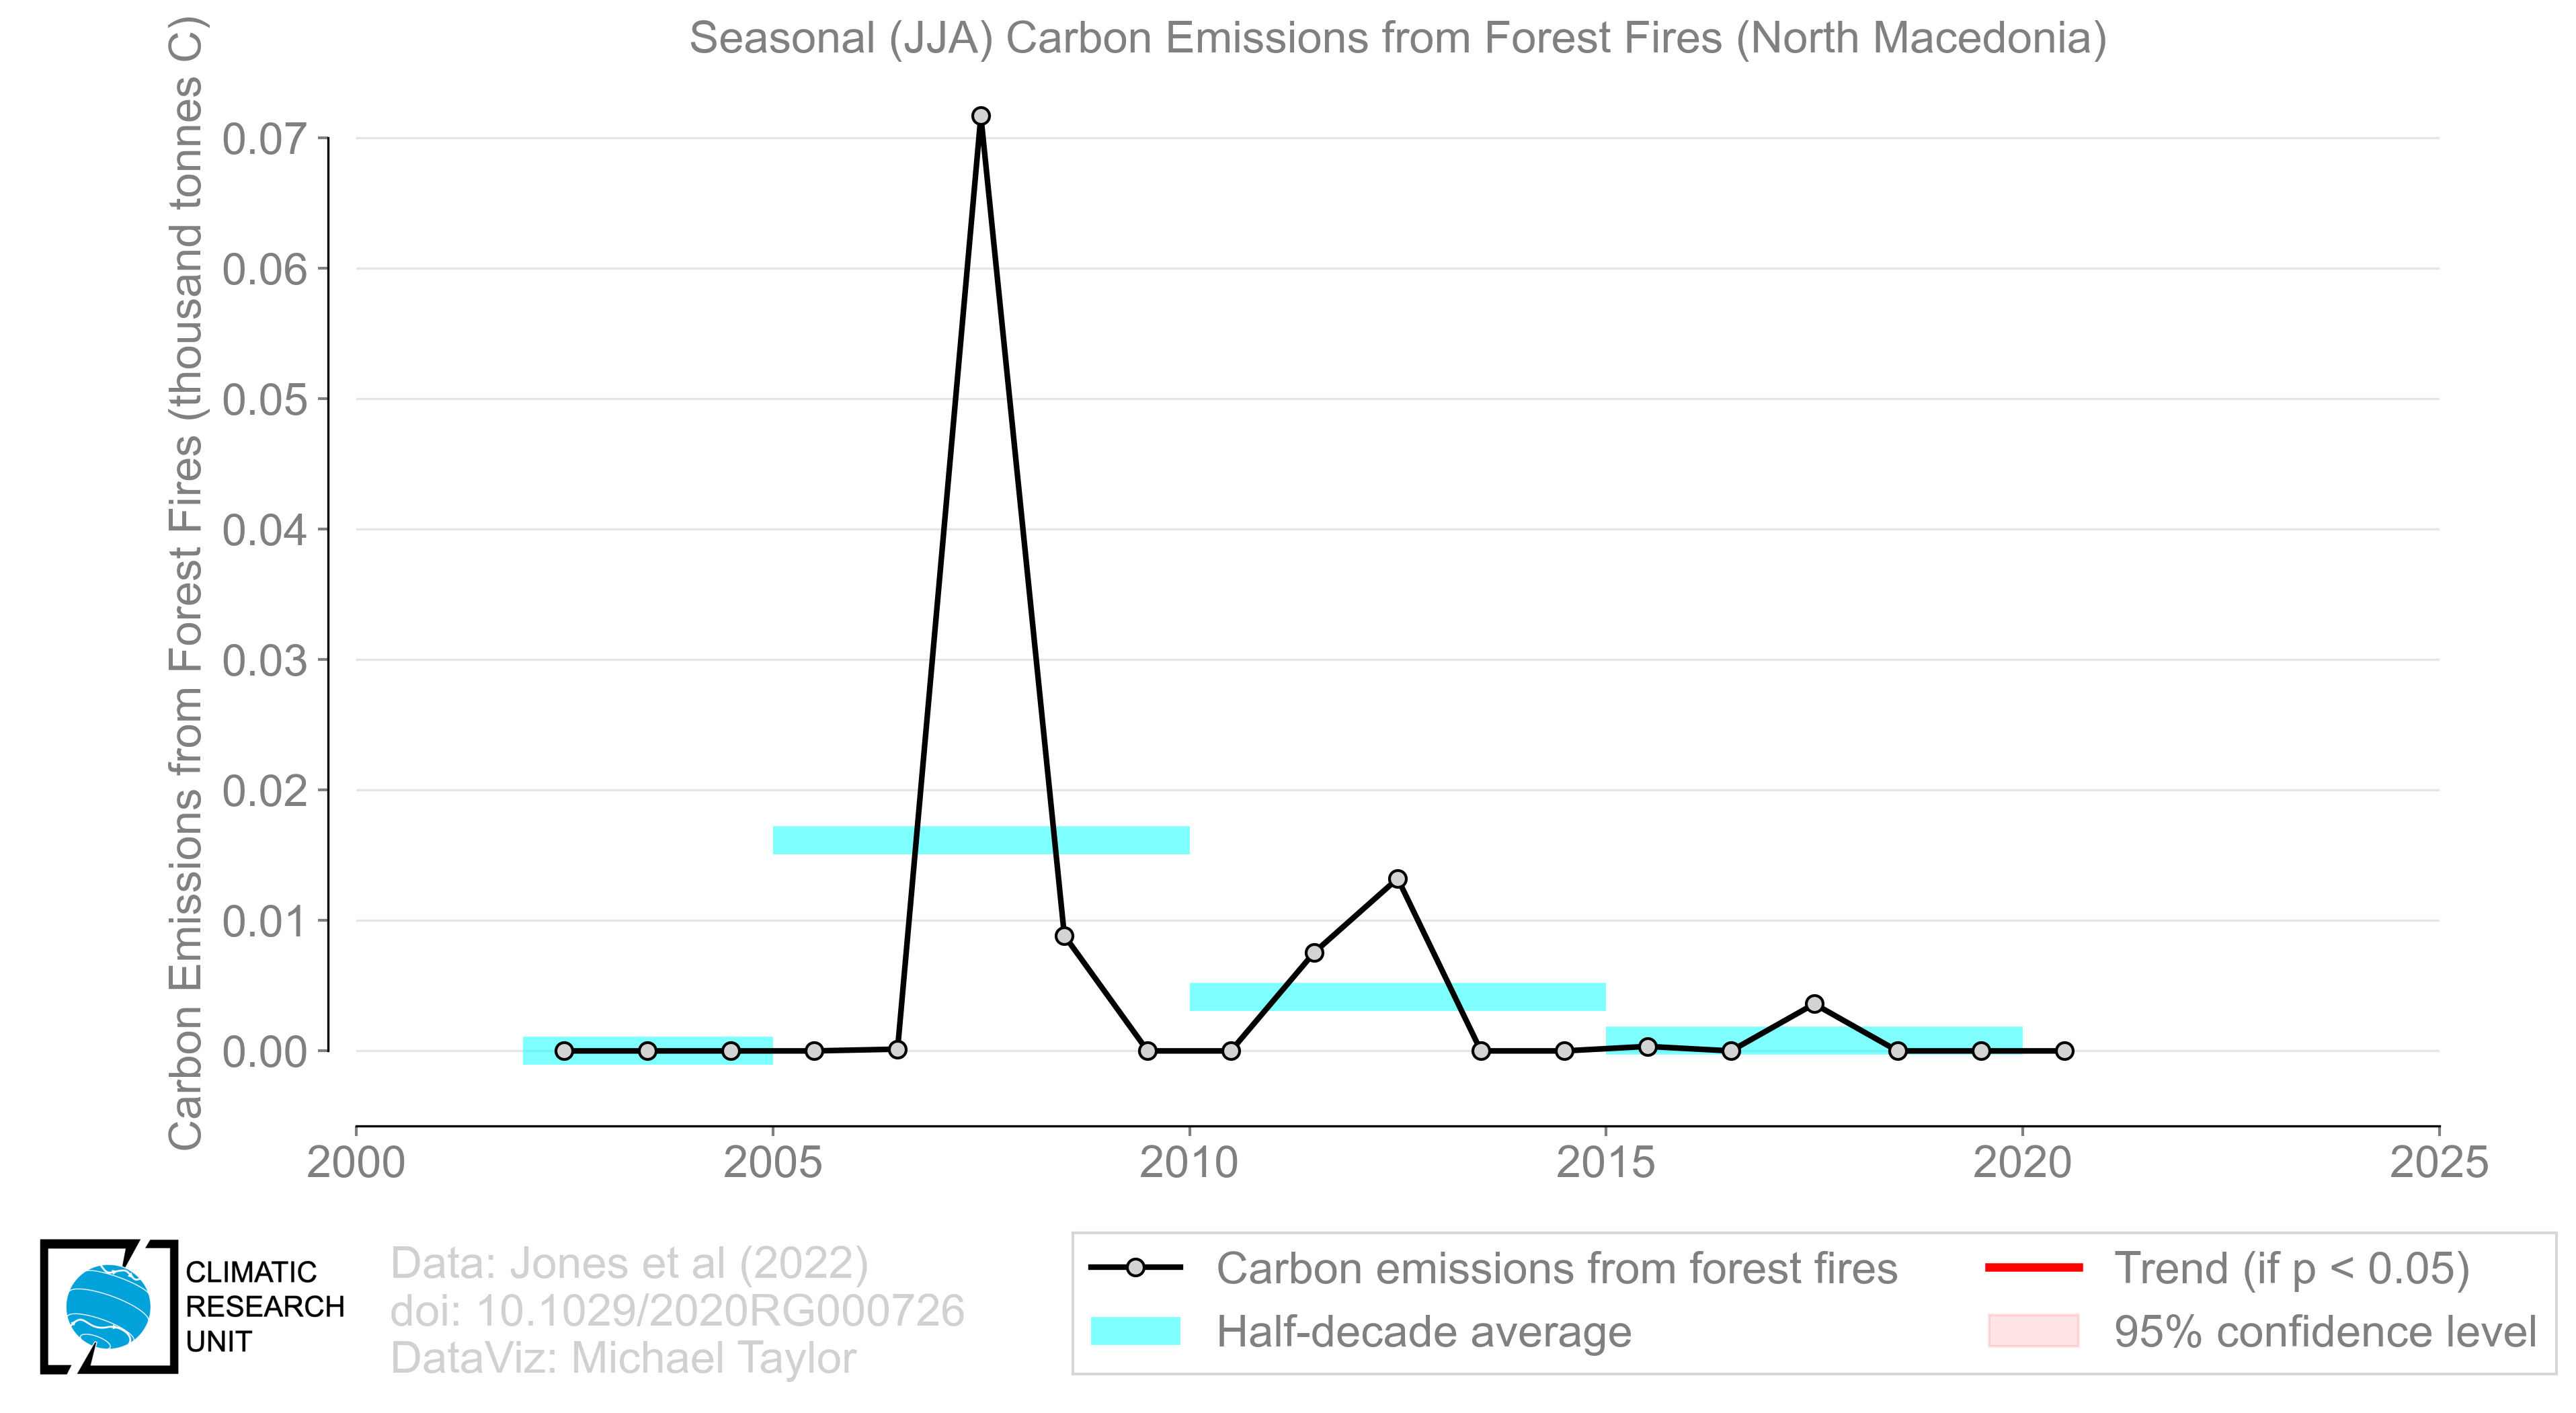 Seasonal (JJA) Carbon Emissions from Forest Fires (North Macedonia)
Carbon Emissions from Forest Fires (thousand tonnes C)
0.07
0.06
0.05
0.04
0.03
0.02
0.01
0.00
2000 2005 2010 2015 2020 2025
CLIMATIC
RESEARCH
UNIT
Data: Jones et al (2022)
doi: 10.1029/2020RG000726
DataViz: Michael Taylor
Carbon emissions from forest fires
Half-decade average
Trend (if p < 0.05)
95% confidence level